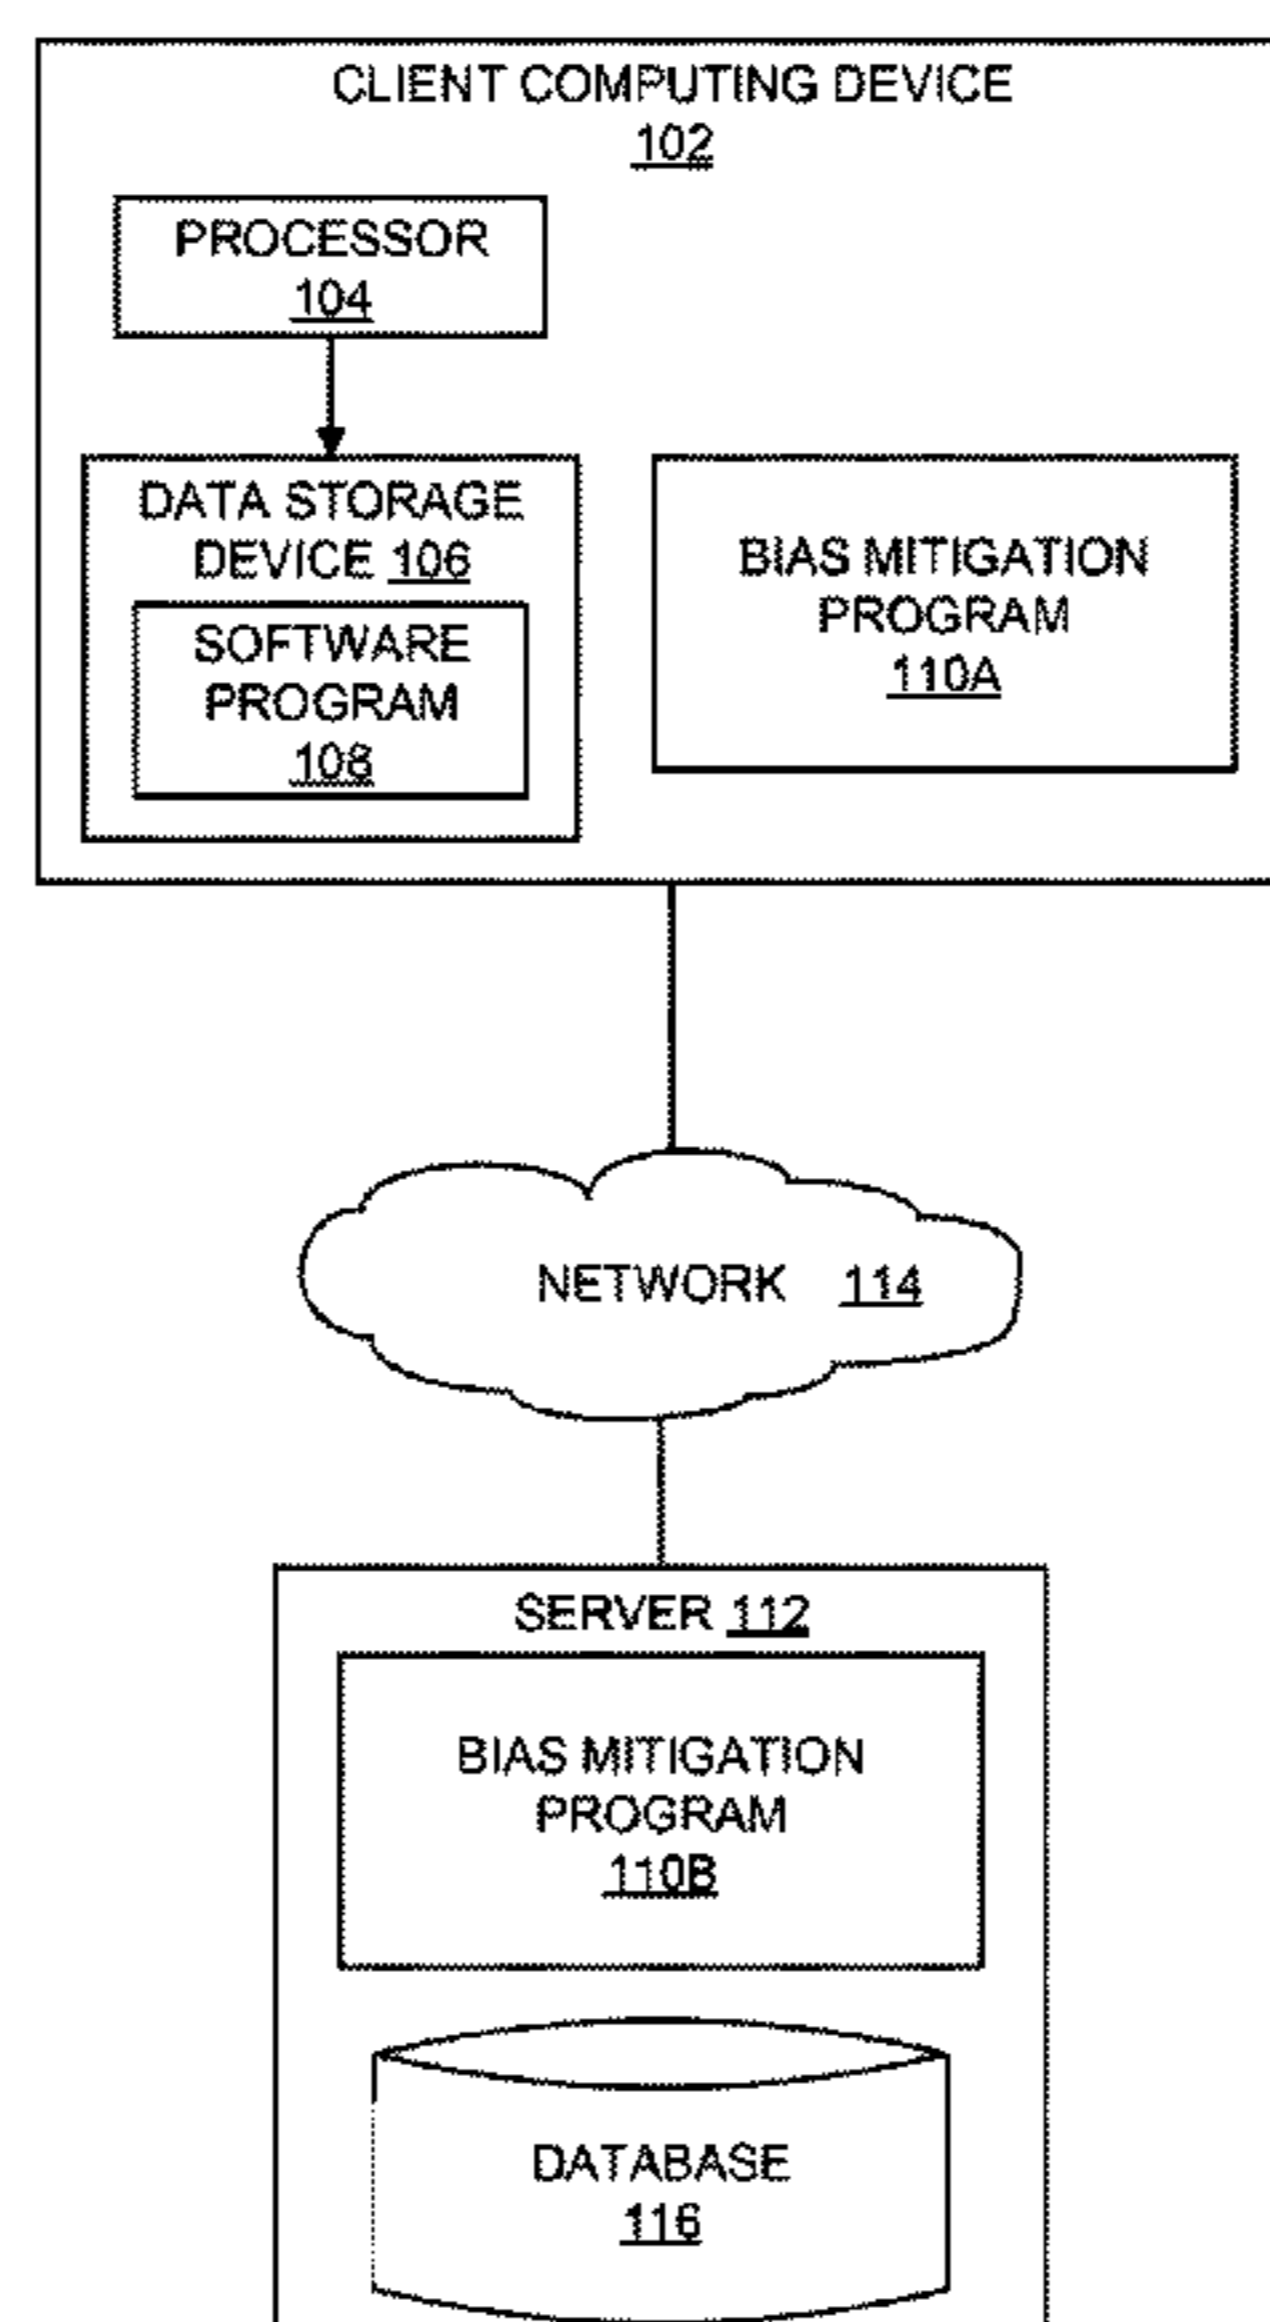 CLIENT COMPUTING DEVICE
102
PROCESSOR
104
DATA STORAGE
DEVICE 106
SOFTWARE
PROGRAM
108
BIAS MITIGATION
PROGRAM
110A
NETWORK 114
SERVER 112
BIAS MITIGATION
PROGRAM
110B
DATABASE
116